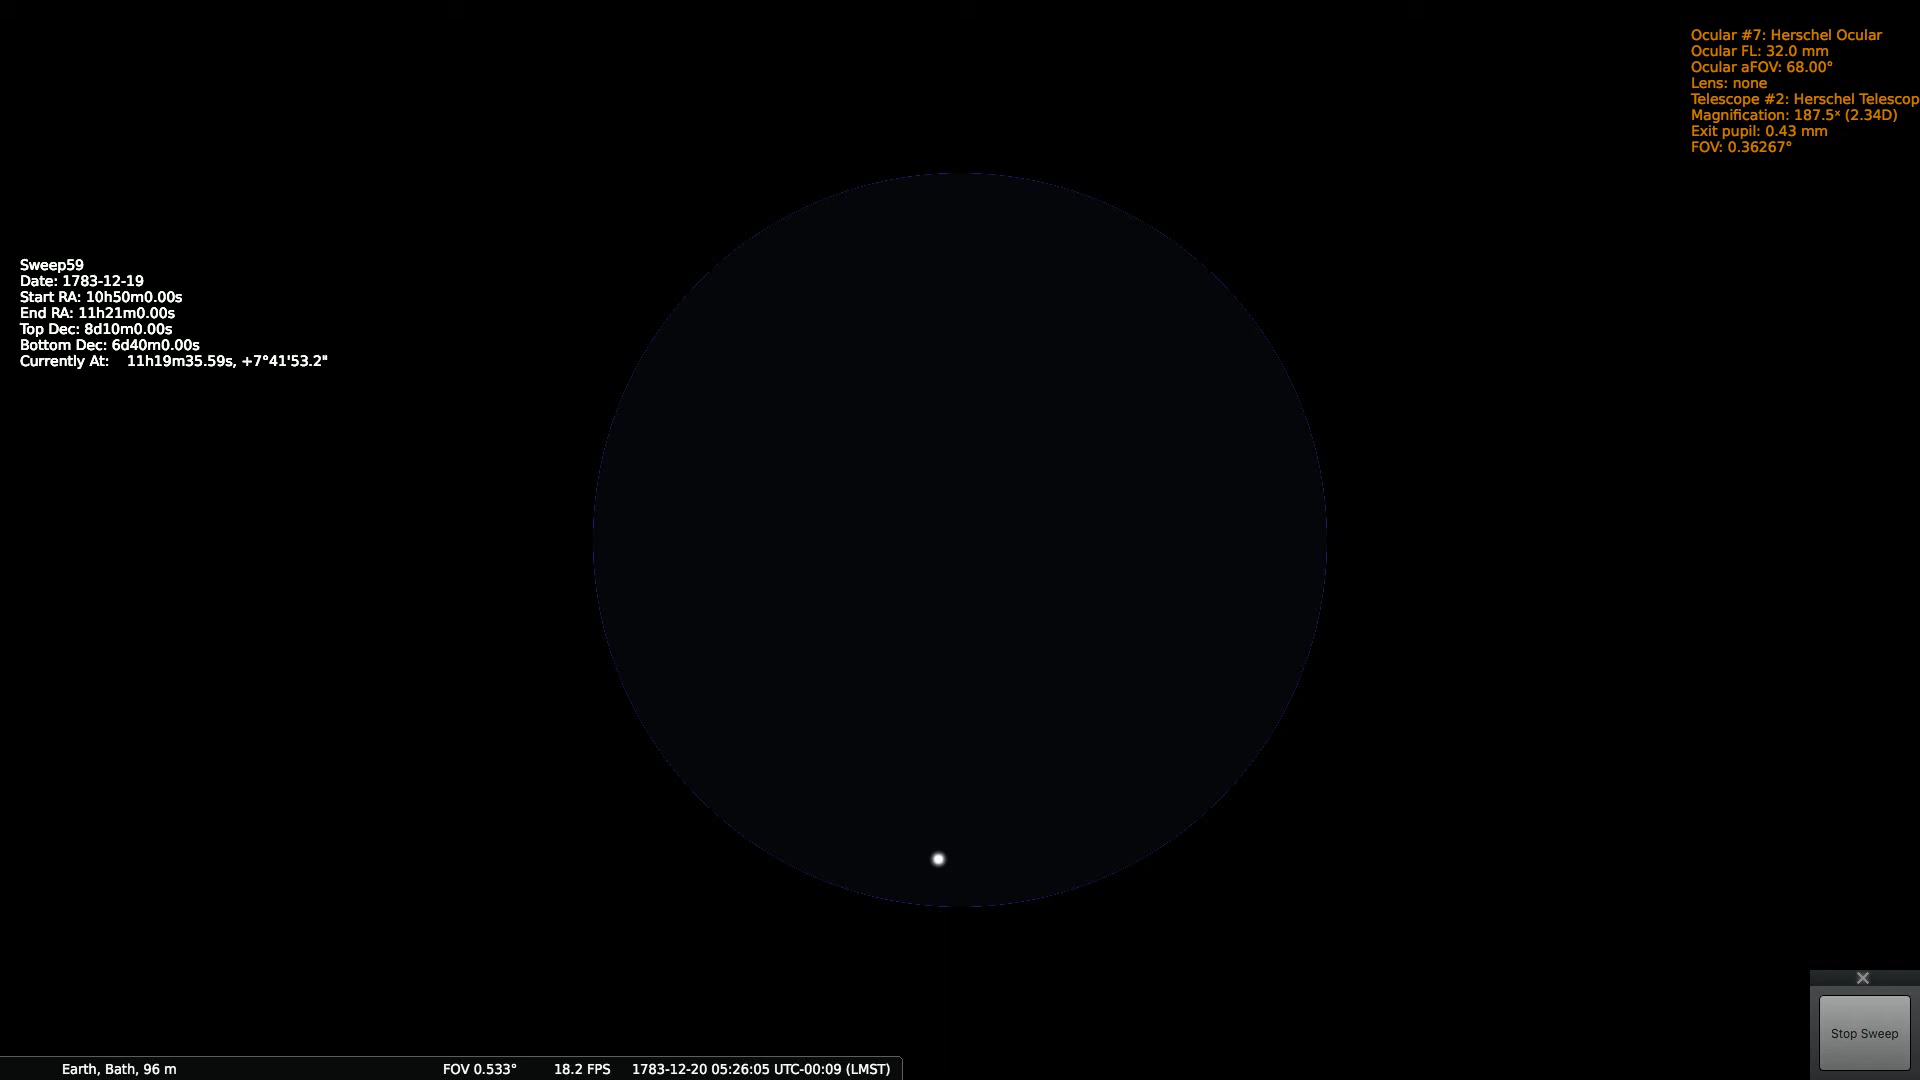 Ocular #7: Herschel Ocular
Ocular FL: 32.0 mm
Ocular aFOV: 68.00°
Lens: none
Telescope #2: Herschel Telescop
Magnification: 187.5ˣ (2.34D)
Exit pupil: 0.43 mm
FOV: 0.36267°
Sweep59
Date: 1783-12-19
Start RA: 10h50m0.00s
End RA: 11h21m0.00s
Top Dec: 8d10m0.00s
Bottom Dec: 6d40m0.00s
Currently At: 11h19m35.59s, +7°41'53.2"
Stop Sweep
Earth, Bath, 96 m FOV 0.533° 18.2 FPS 1783-12-20 05:26:05 UTC-00:09 (LMST)